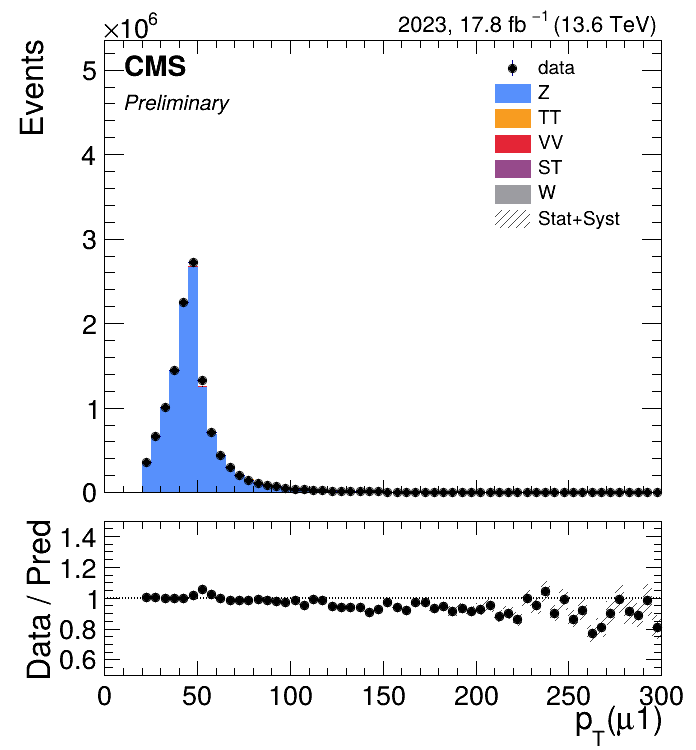 ×10⁶
2023, 17.8 fb⁻¹ (13.6 TeV)
Events
CMS
Preliminary
data
Z
TT
VV
ST
W
Stat+Syst
5
4
3
2
1
0
Data / Pred
1.4
1.2
1
0.8
0.6
0 50 100 150 200 250 300
p_T(μ1)